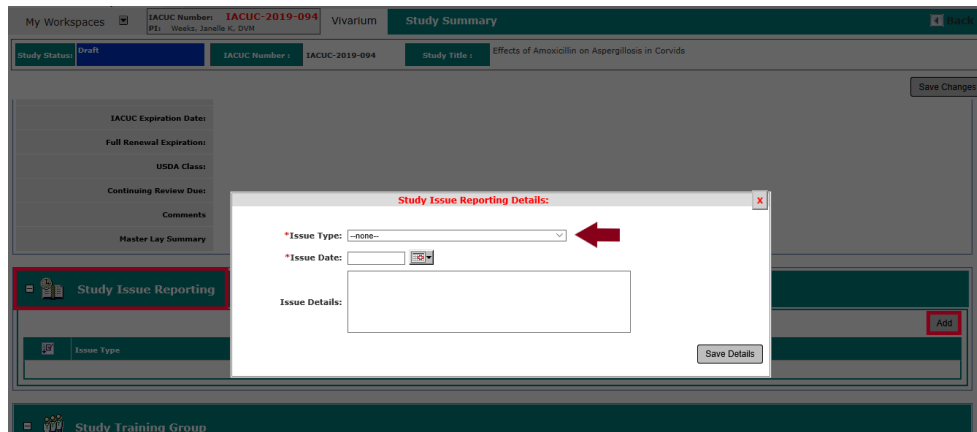 My Workspaces IACUC Number: IACUC-2019-094 Vivarium Study Summary Back
PI: Weeks, Janelle K, DVM
Study Status: Draft IACUC Number : IACUC-2019-094 Study Title : Effects of Amoxicillin on Aspergillosis in Corvids
Save Changes
IACUC Expiration Date:
Full Renewal Expiration:
USDA Class:
Continuing Review Due:
Comments
Master Lay Summary
Study Issue Reporting Details: x
*Issue Type: --none--
*Issue Date:
Issue Details:
Save Details
Study Issue Reporting
Add
Issue Type
Study Training Group